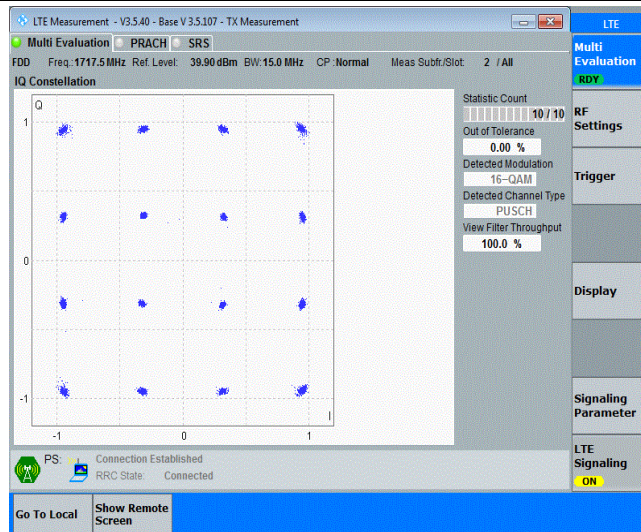 LTE Measurement - V3.5.40 - Base V 3.5.107 - TX Measurement
LTE
Multi Evaluation PRACH SRS
Multi
Evaluation
RDY
FDD Freq.: 1717.5 MHz Ref. Level: 39.90 dBm BW: 15.0 MHz CP : Normal Meas Subfr./Slot: 2 / All
IQ Constellation
Q
1
0
-1
-1 0 1
I
Statistic Count
10 / 10
Out of Tolerance
0.00 %
Detected Modulation
16-QAM
Detected Channel Type
PUSCH
View Filter Throughput
100.0 %
RF
Settings
Trigger
Display
Signaling
Parameter
LTE
Signaling
ON
PS: Connection Established
RRC State: Connected
Go To Local
Show Remote
Screen